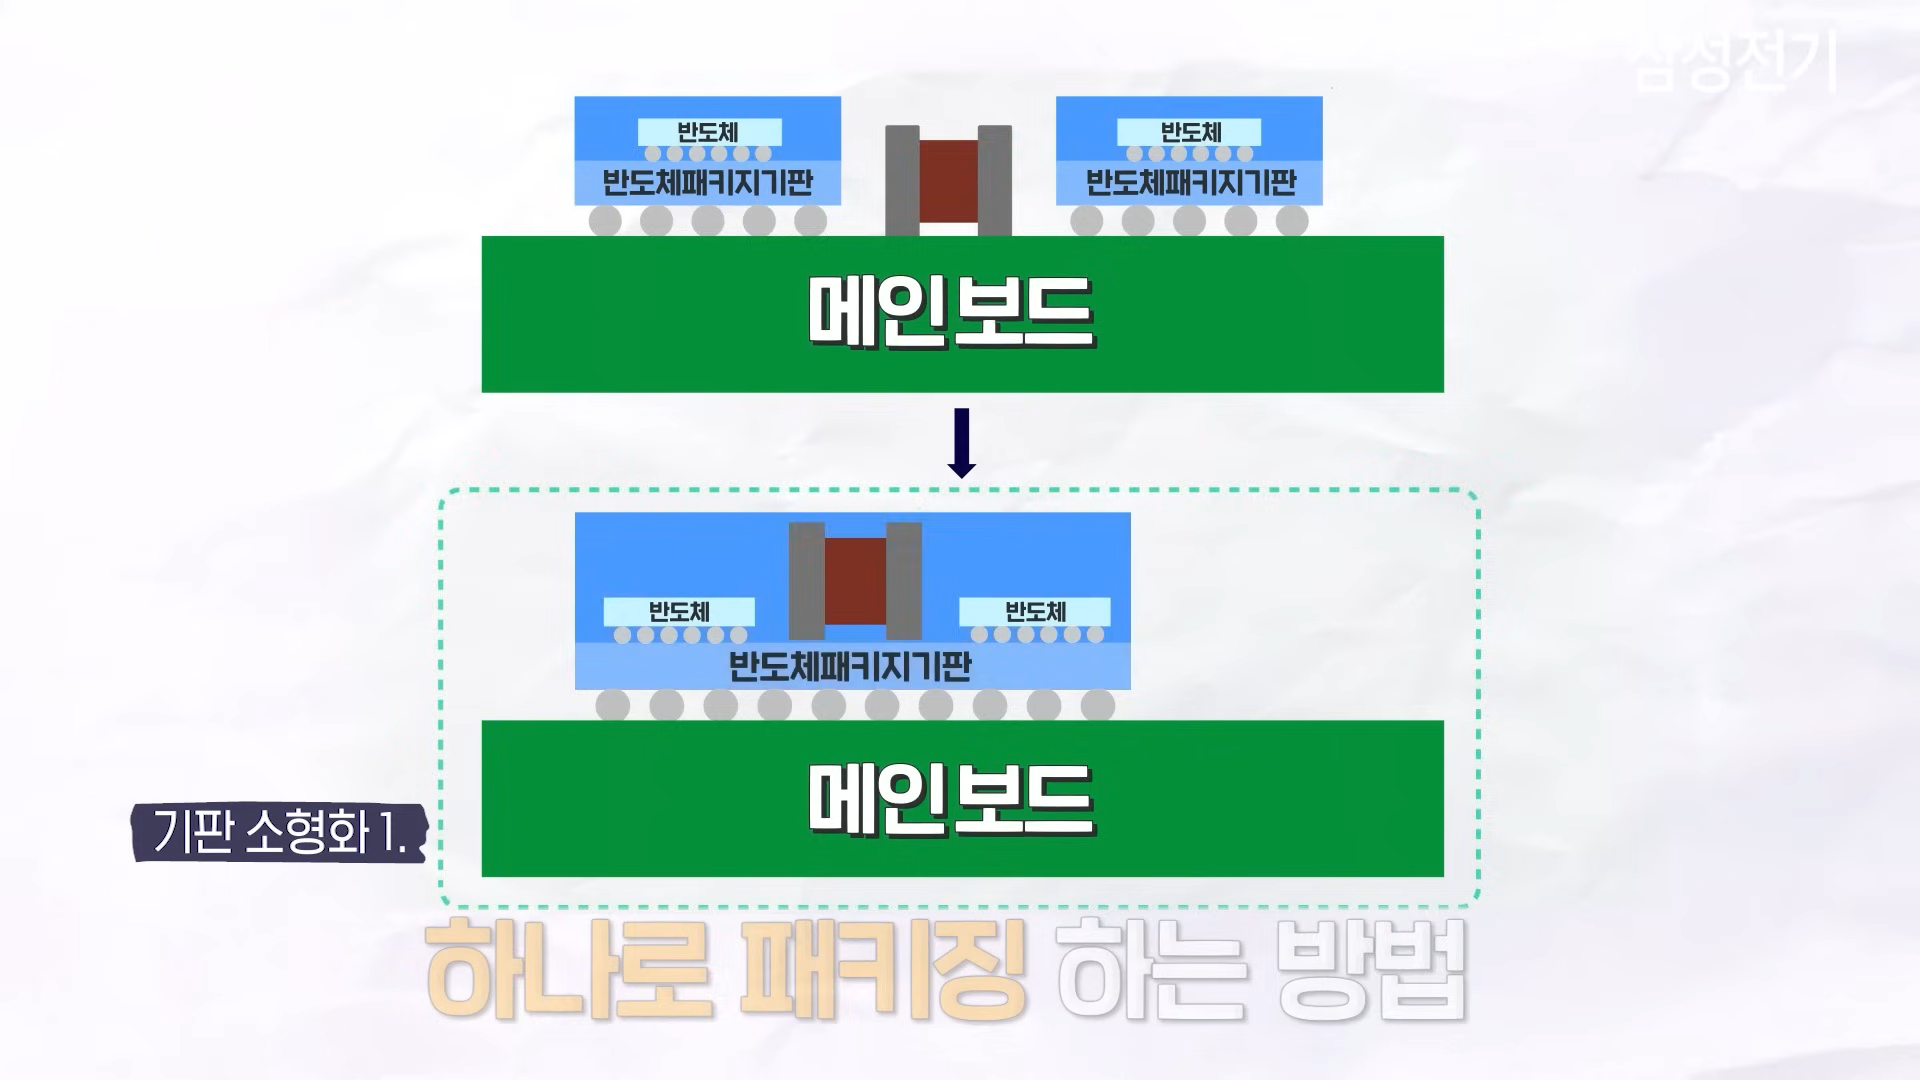 삼성전기
반도체
반도체패키지기판
반도체
반도체패키지기판
메인 보드
반도체
반도체
반도체패키지기판
메인 보드
기판 소형화 1.
하나로 패키징 하는 방법